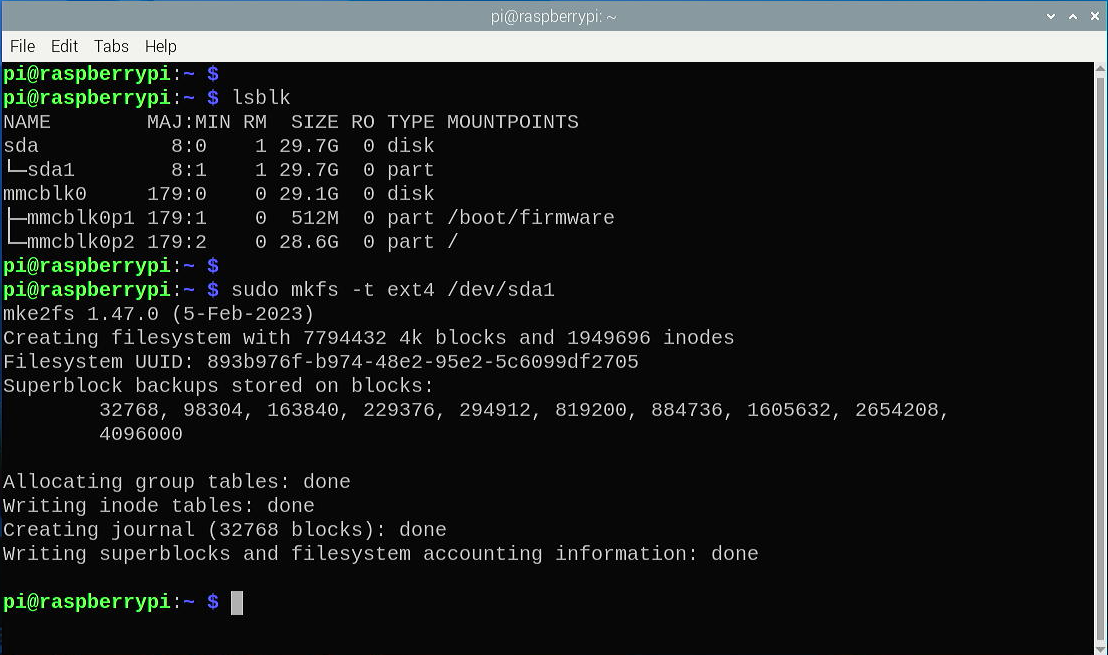 pi@raspberrypi: ~
File Edit Tabs Help
pi@raspberrypi:~ $
pi@raspberrypi:~ $ lsblk
NAME        MAJ:MIN RM  SIZE RO TYPE MOUNTPOINTS
sda           8:0    1 29.7G  0 disk
└─sda1        8:1    1 29.7G  0 part
mmcblk0     179:0    0 29.1G  0 disk
├─mmcblk0p1 179:1    0  512M  0 part /boot/firmware
└─mmcblk0p2 179:2    0 28.6G  0 part /
pi@raspberrypi:~ $
pi@raspberrypi:~ $ sudo mkfs -t ext4 /dev/sda1
mke2fs 1.47.0 (5-Feb-2023)
Creating filesystem with 7794432 4k blocks and 1949696 inodes
Filesystem UUID: 893b976f-b974-48e2-95e2-5c6099df2705
Superblock backups stored on blocks:
        32768, 98304, 163840, 229376, 294912, 819200, 884736, 1605632, 2654208,
        4096000
Allocating group tables: done
Writing inode tables: done
Creating journal (32768 blocks): done
Writing superblocks and filesystem accounting information: done
pi@raspberrypi:~ $